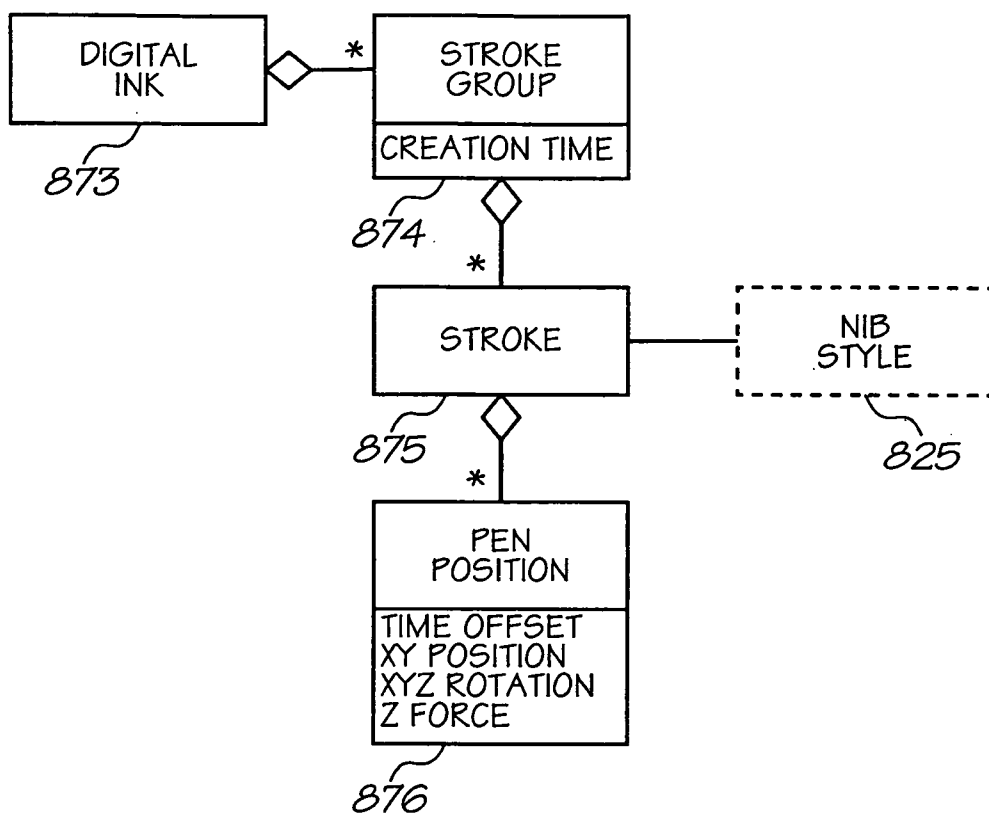 DIGITAL
INK
873
*
STROKE
GROUP
CREATION TIME
874
*
STROKE
875
NIB
STYLE
825
*
PEN
POSITION
TIME OFFSET
XY POSITION
XYZ ROTATION
Z FORCE
876